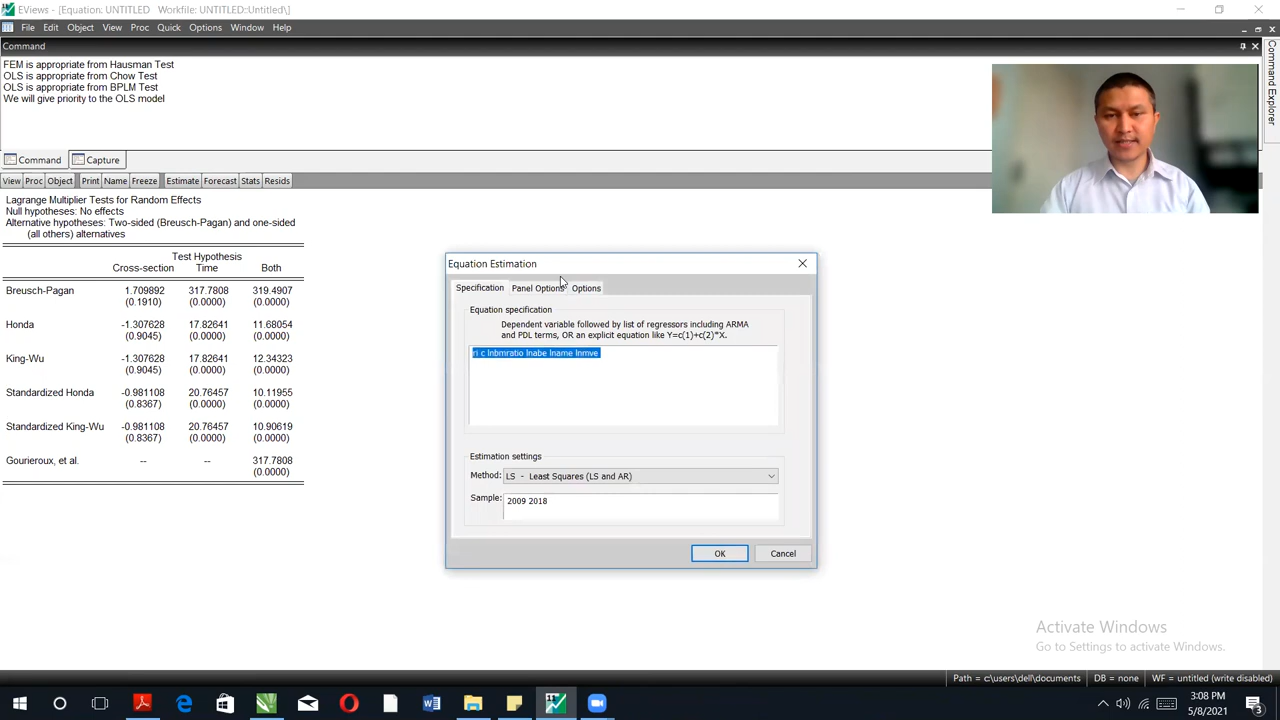 EViews - [Equation: UNTITLED   Workfile: UNTITLED::Untitled\]
File Edit Object View Proc Quick Options Window Help
Command
FEM is appropriate from Hausman Test
OLS is appropriate from Chow Test
OLS is appropriate from BPLM Test
We will give priority to the OLS model
Command Explorer
Command Capture
View Proc Object Print Name Freeze Estimate Forecast Stats Resids
Lagrange Multiplier Tests for Random Effects
Null hypotheses: No effects
Alternative hypotheses: Two-sided (Breusch-Pagan) and one-sided
(all others) alternatives
Test Hypothesis
Cross-section Time Both
Breusch-Pagan 1.709892 317.7808 319.4907
(0.1910) (0.0000) (0.0000)
Honda -1.307628 17.82641 11.68054
(0.9045) (0.0000) (0.0000)
King-Wu -1.307628 17.82641 12.34323
(0.9045) (0.0000) (0.0000)
Standardized Honda -0.981108 20.76457 10.11955
(0.8367) (0.0000) (0.0000)
Standardized King-Wu -0.981108 20.76457 10.90619
(0.8367) (0.0000) (0.0000)
Gourieroux, et al. -- -- 317.7808
(0.0000)
Equation Estimation
Specification Panel Options Options
Equation specification
Dependent variable followed by list of regressors including ARMA
and PDL terms, OR an explicit equation like Y=c(1)+c(2)*X.
ri c lnbmratio lnabe lname lnmve
Estimation settings
Method: LS - Least Squares (LS and AR)
Sample: 2009 2018
OK Cancel
Activate Windows
Go to Settings to activate Windows.
Path = c:\users\dell\documents DB = none WF = untitled (write disabled)
3:08 PM
5/8/2021
3